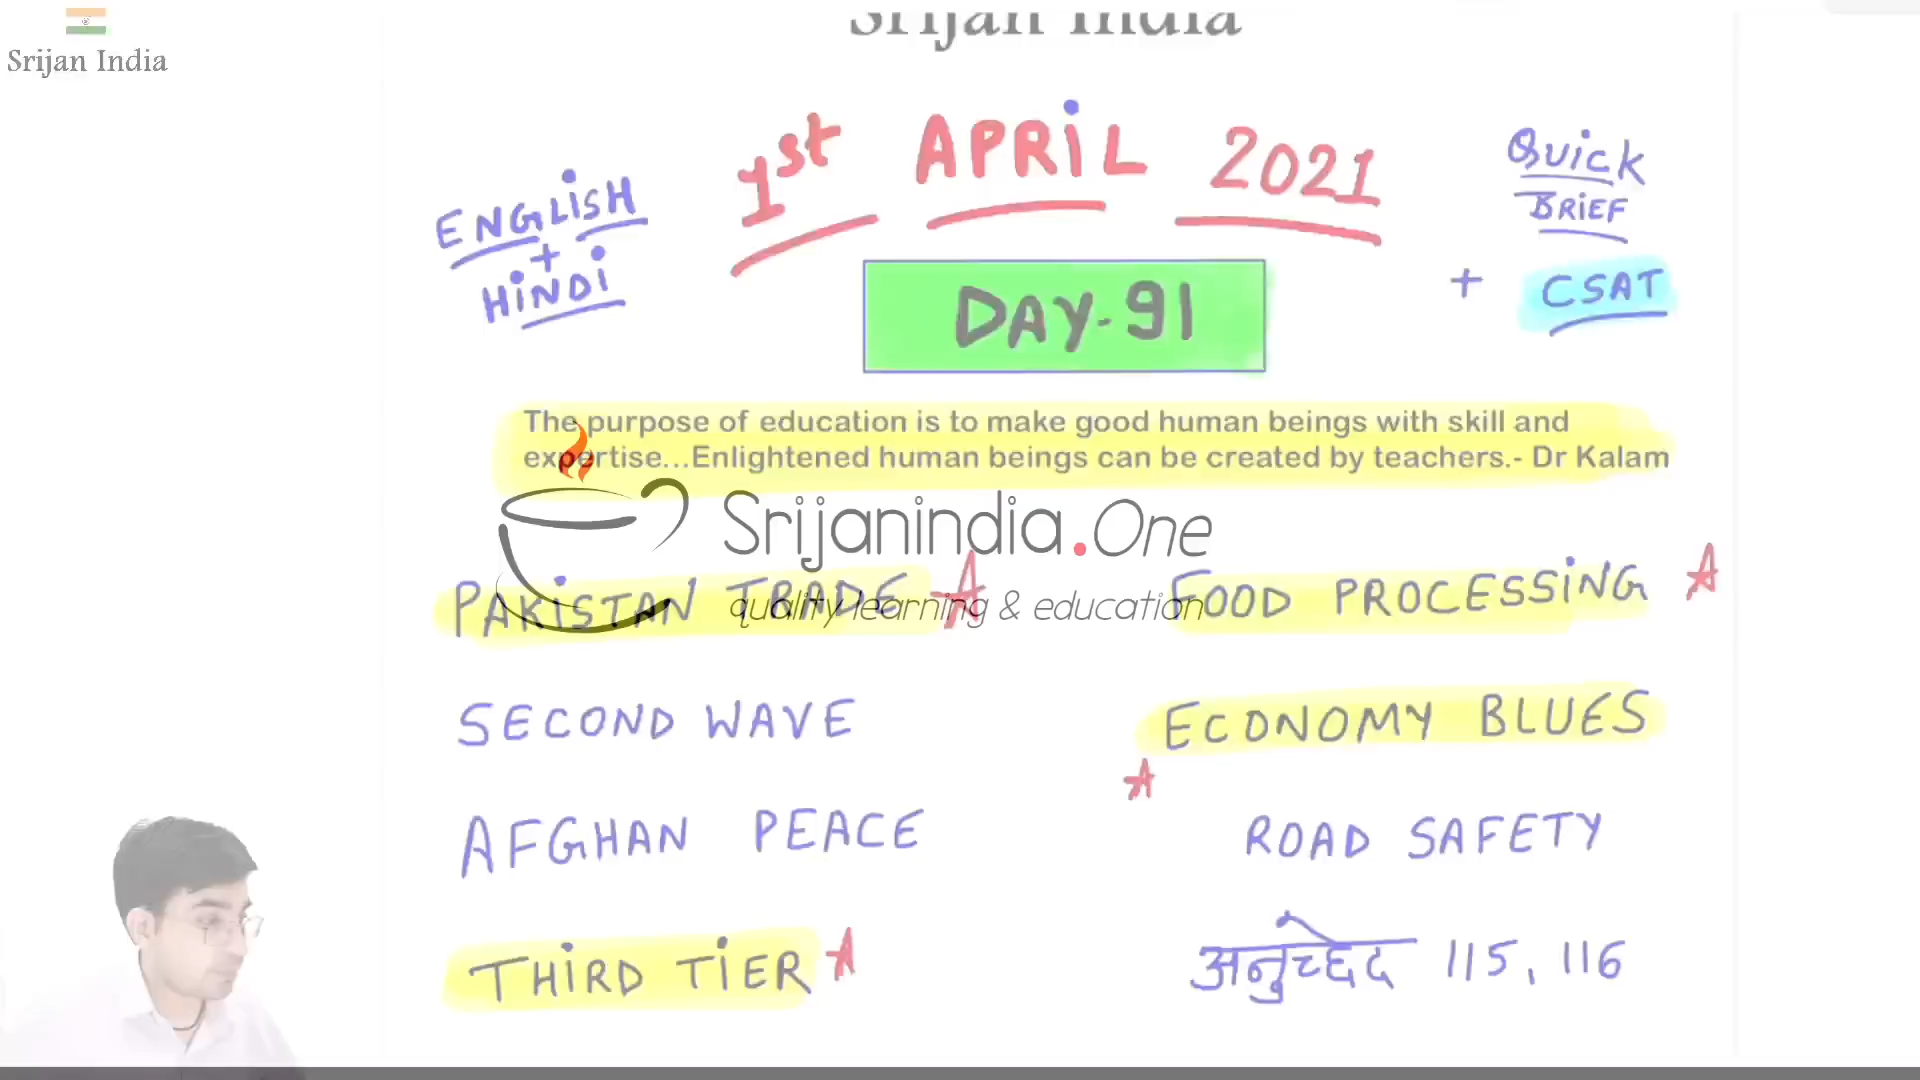 Srijan India
Srijan India
1st APRIL 2021
ENGLISH
+
HINDI
QUICK
BRIEF
+ CSAT
DAY-91
The purpose of education is to make good human beings with skill and
expertise...Enlightened human beings can be created by teachers.- Dr Kalam
Srijanindia.One
quality learning & education
PAKISTAN TRADE
FOOD PROCESSING
SECOND WAVE
ECONOMY BLUES
AFGHAN PEACE
ROAD SAFETY
THIRD TIER
अनुच्छेद 115, 116